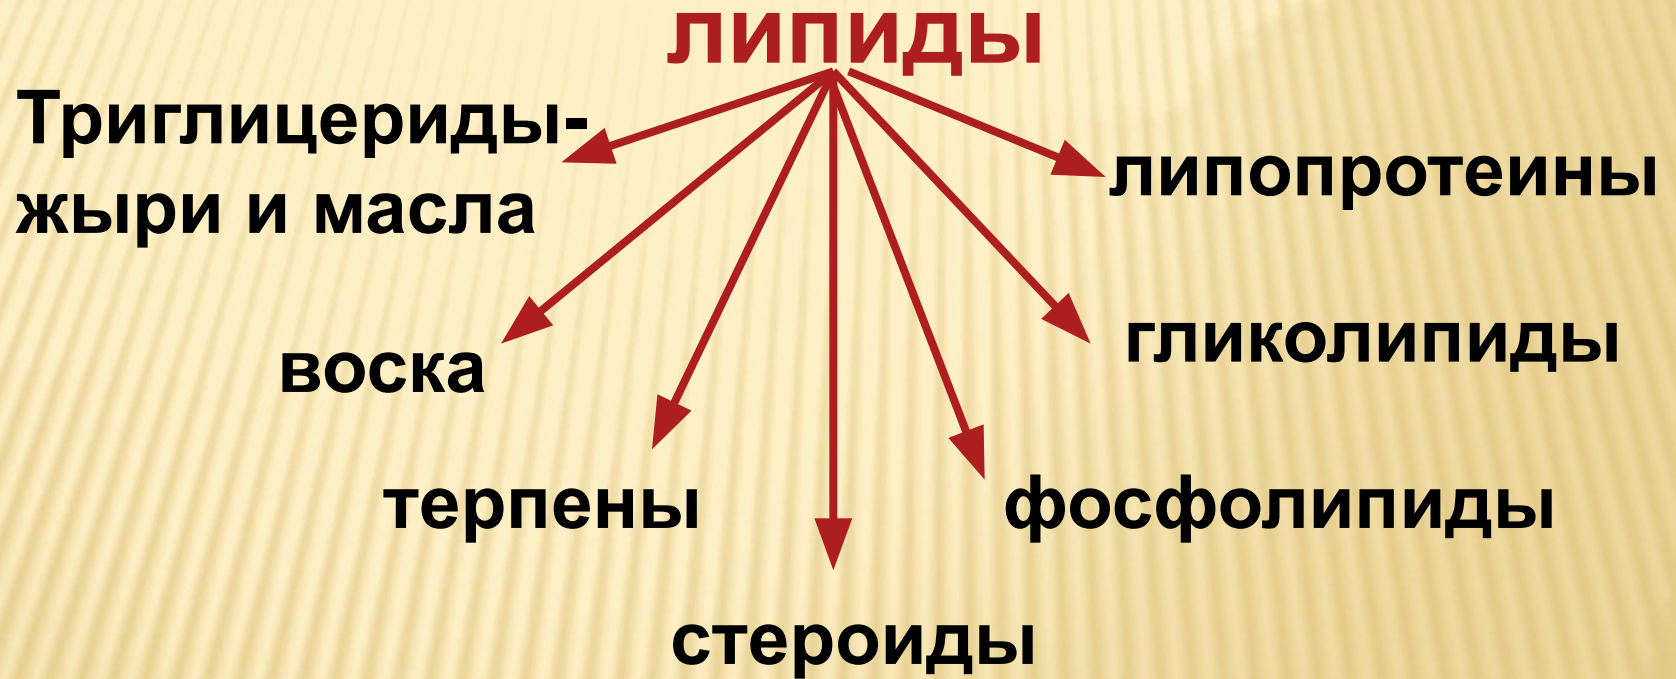 липиды
Триглицериды-
жыри и масла
липопротеины
воска
гликолипиды
терпены
фосфолипиды
стероиды